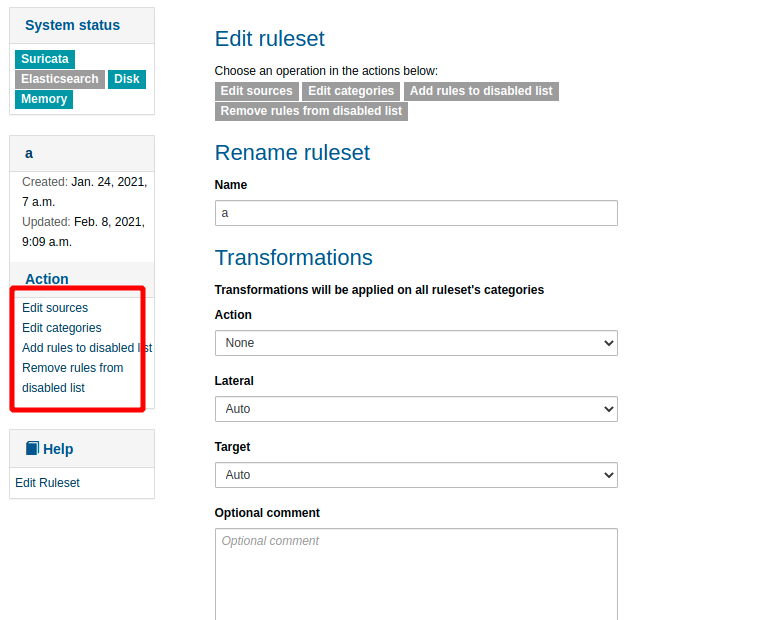 System status
Suricata
Elasticsearch Disk
Memory
a
Created: Jan. 24, 2021,
7 a.m.
Updated: Feb. 8, 2021,
9:09 a.m.
Action
Edit sources
Edit categories
Add rules to disabled list
Remove rules from
disabled list
Help
Edit Ruleset
Edit ruleset
Choose an operation in the actions below:
Edit sources Edit categories Add rules to disabled list
Remove rules from disabled list
Rename ruleset
Name
a
Transformations
Transformations will be applied on all ruleset's categories
Action
None
Lateral
Auto
Target
Auto
Optional comment
Optional comment